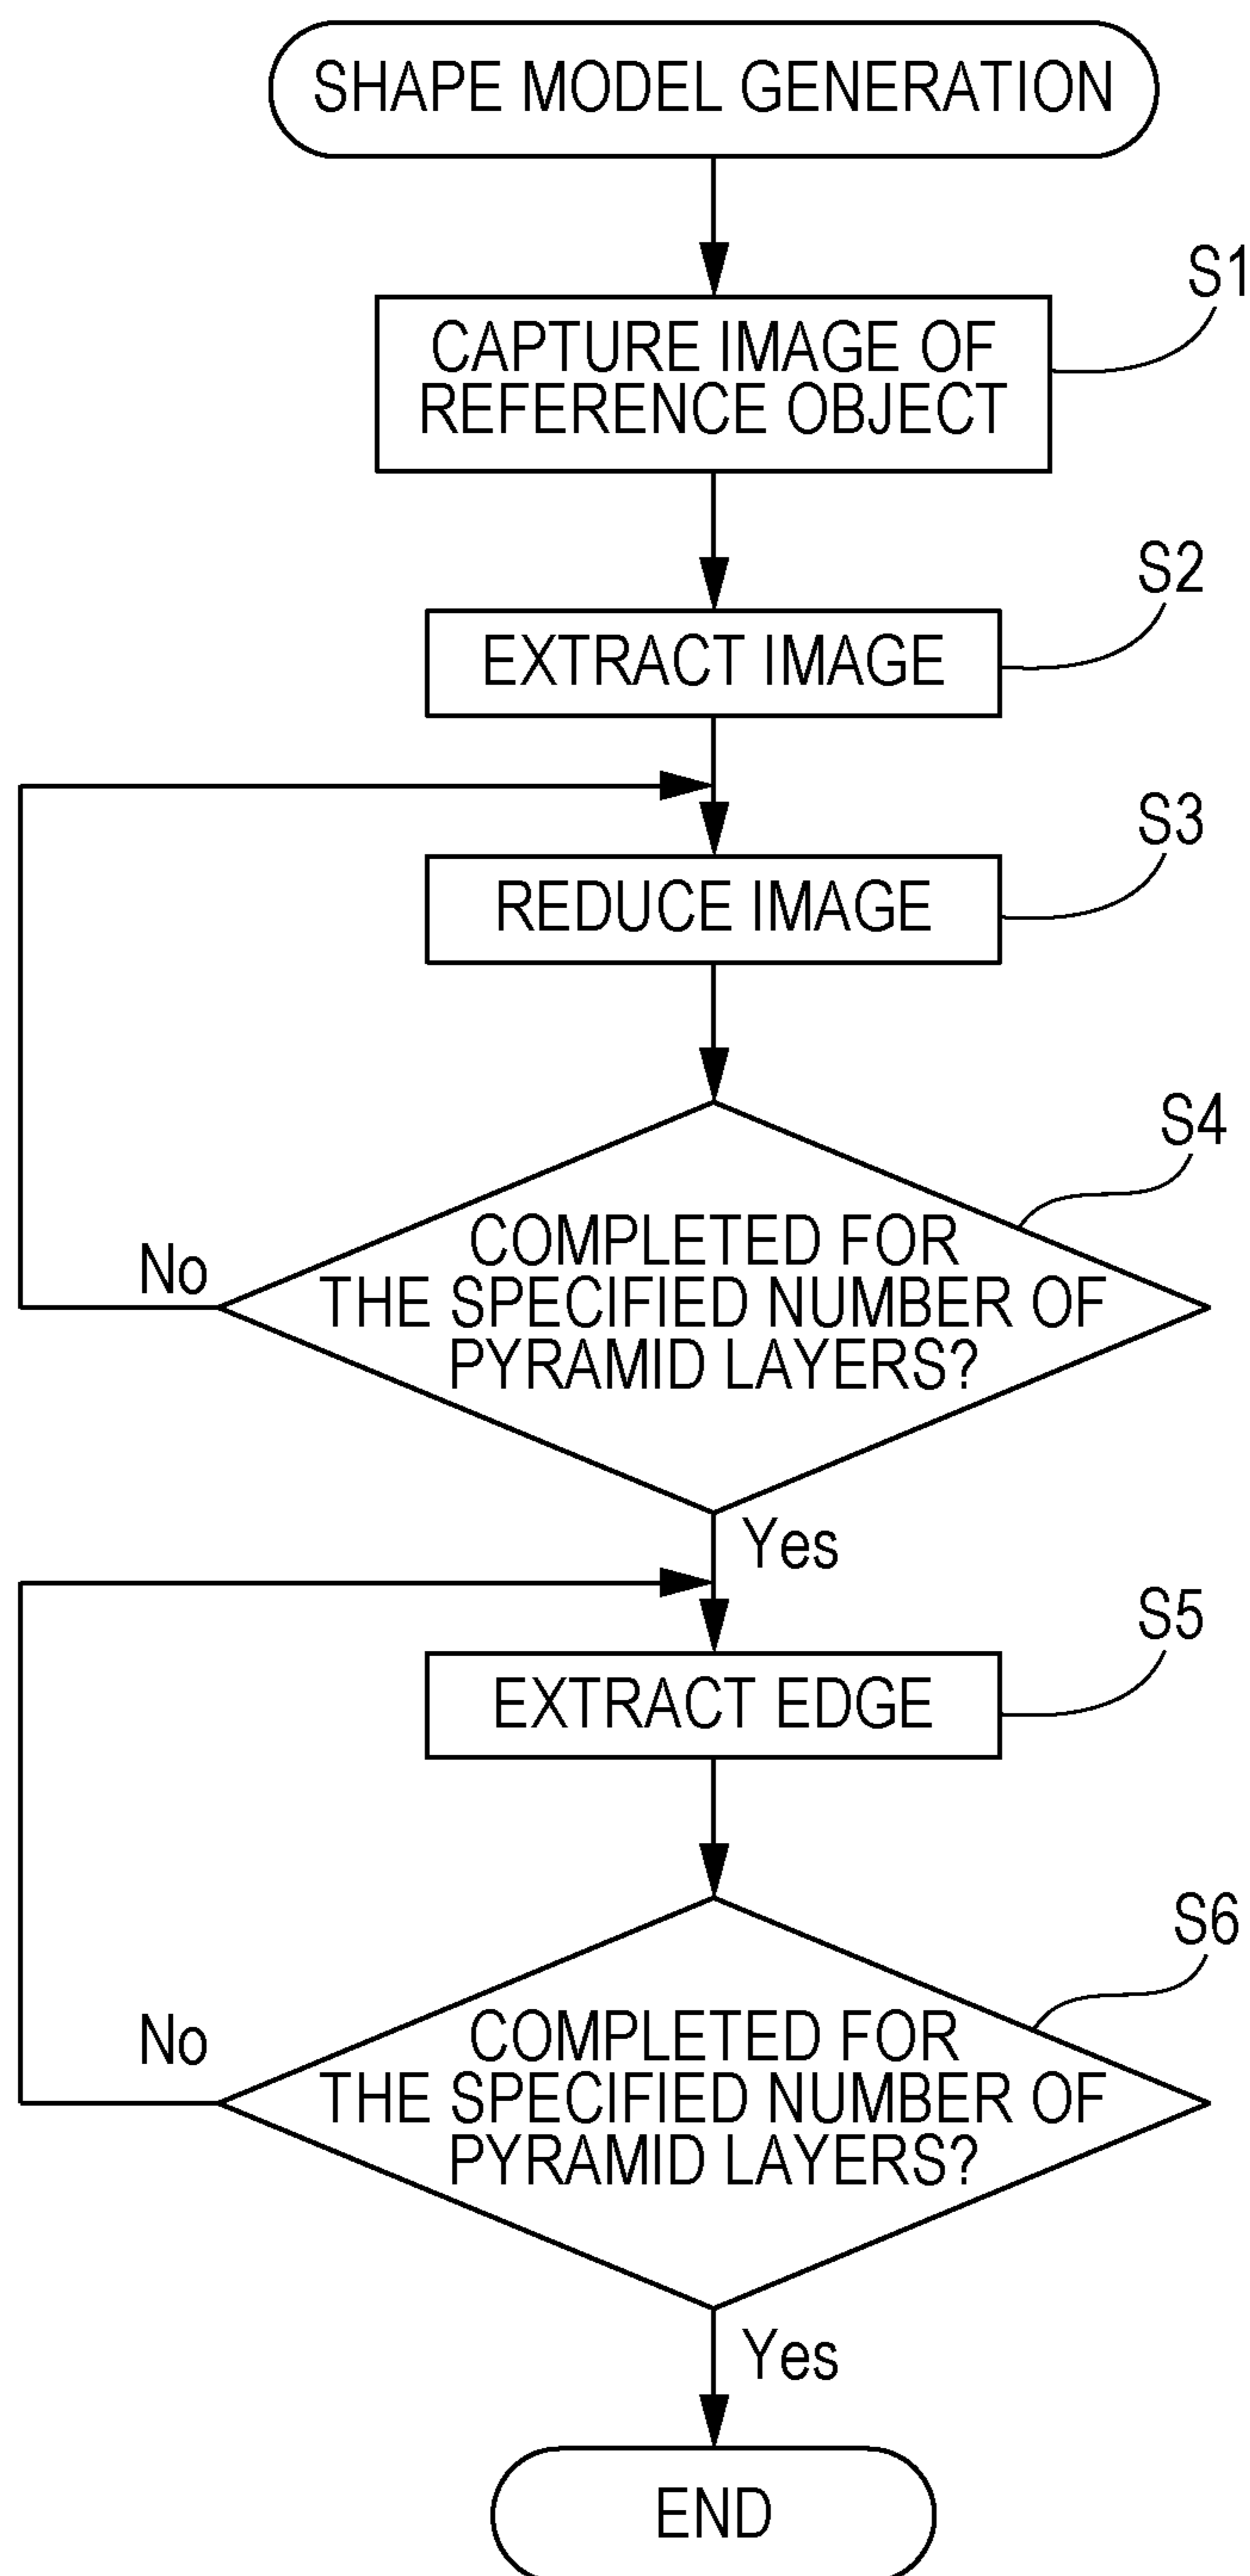 SHAPE MODEL GENERATION
S1
CAPTURE IMAGE OF
REFERENCE OBJECT
S2
EXTRACT IMAGE
S3
REDUCE IMAGE
S4
COMPLETED FOR
THE SPECIFIED NUMBER OF
PYRAMID LAYERS?
No
Yes
S5
EXTRACT EDGE
S6
COMPLETED FOR
THE SPECIFIED NUMBER OF
PYRAMID LAYERS?
No
Yes
END